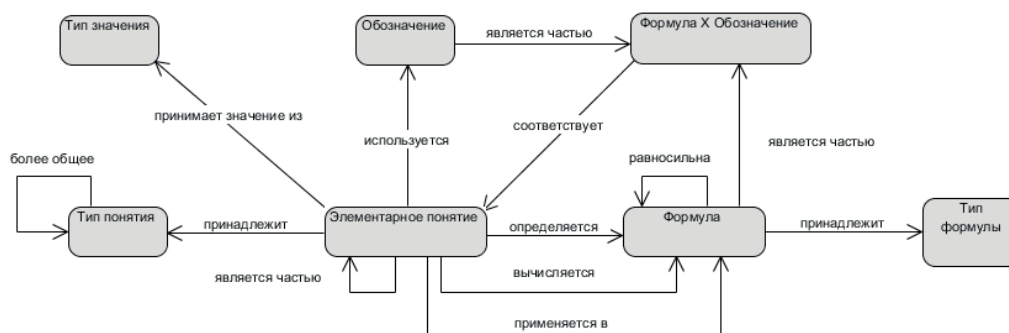 Тип значения
Обозначение
Формула X Обозначение
является частью
принимает значение из
используется
соответствует
является частью
более общее
равносильна
Тип понятия
принадлежит
Элементарное понятие
определяется
Формула
принадлежит
Тип
формулы
является частью
вычисляется
применяется в